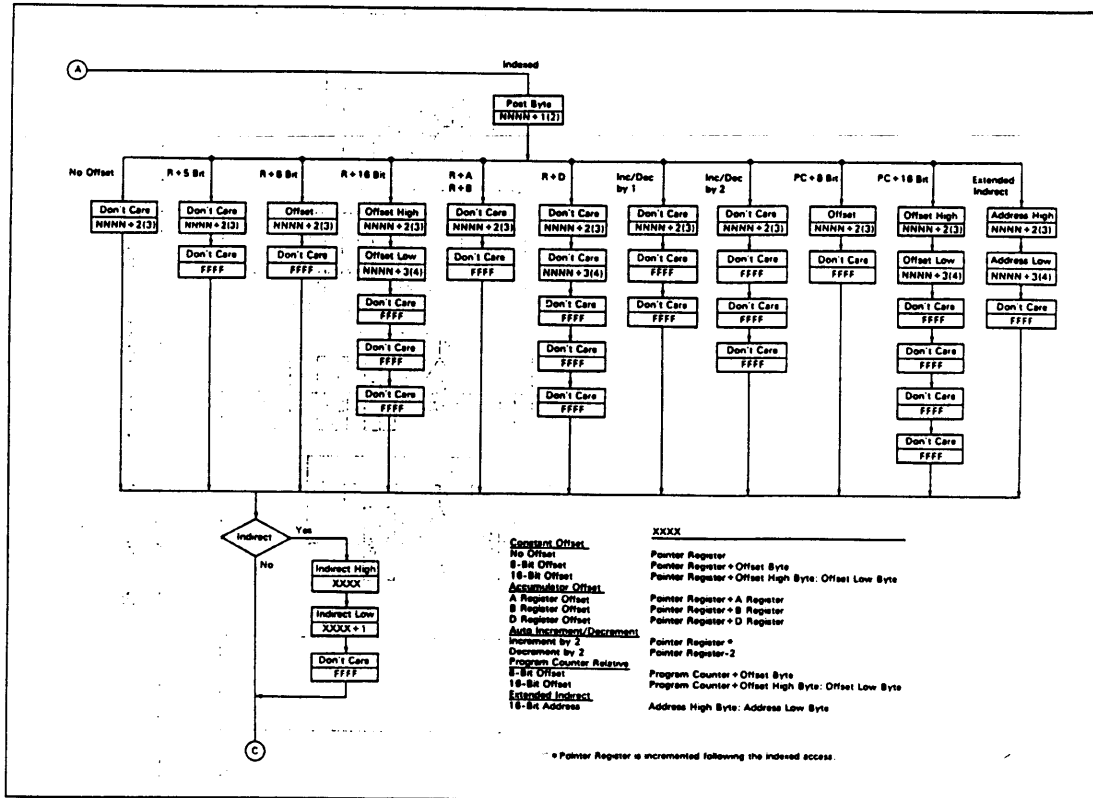 A
Indexed
Post Byte
NNNN+1(2)
No Offset
Don't Care
NNNN+2(3)
R+5 Bit
Don't Care
NNNN+2(3)
Don't Care
FFFF
R+8 Bit
Offset
NNNN+2(3)
Don't Care
FFFF
R+16 Bit
Offset High
NNNN+2(3)
Offset Low
NNNN+3(4)
Don't Care
FFFF
Don't Care
FFFF
Don't Care
FFFF
R+A
R+B
Don't Care
NNNN+2(3)
Don't Care
FFFF
R+D
Don't Care
NNNN+2(3)
Don't Care
NNNN+3(4)
Don't Care
FFFF
Don't Care
FFFF
Don't Care
FFFF
Inc/Dec
by 1
Don't Care
NNNN+2(3)
Don't Care
FFFF
Don't Care
FFFF
Inc/Dec
by 2
Don't Care
NNNN+2(3)
Don't Care
FFFF
Don't Care
FFFF
Don't Care
FFFF
PC+8 Bit
Offset
NNNN+2(3)
Don't Care
FFFF
PC+16 Bit
Offset High
NNNN+2(3)
Offset Low
NNNN+3(4)
Don't Care
FFFF
Don't Care
FFFF
Don't Care
FFFF
Don't Care
FFFF
Extended
Indirect
Address High
NNNN+2(3)
Address Low
NNNN+3(4)
Don't Care
FFFF
Indirect
Yes
No
Indirect High
XXXX
Indirect Low
XXXX+1
Don't Care
FFFF
C
XXXX
Constant Offset
No Offset Pointer Register
8-Bit Offset Pointer Register+Offset Byte
16-Bit Offset Pointer Register+Offset High Byte: Offset Low Byte
Accumulator Offset
A Register Offset Pointer Register+A Register
B Register Offset Pointer Register+B Register
D Register Offset Pointer Register+D Register
Auto Increment/Decrement
Increment by 2 Pointer Register*
Decrement by 2 Pointer Register-2
Program Counter Relative
8-Bit Offset Program Counter+Offset Byte
16-Bit Offset Program Counter+Offset High Byte: Offset Low Byte
Extended Indirect
16-Bit Address Address High Byte: Address Low Byte
* Pointer Register is incremented following the indexed access.